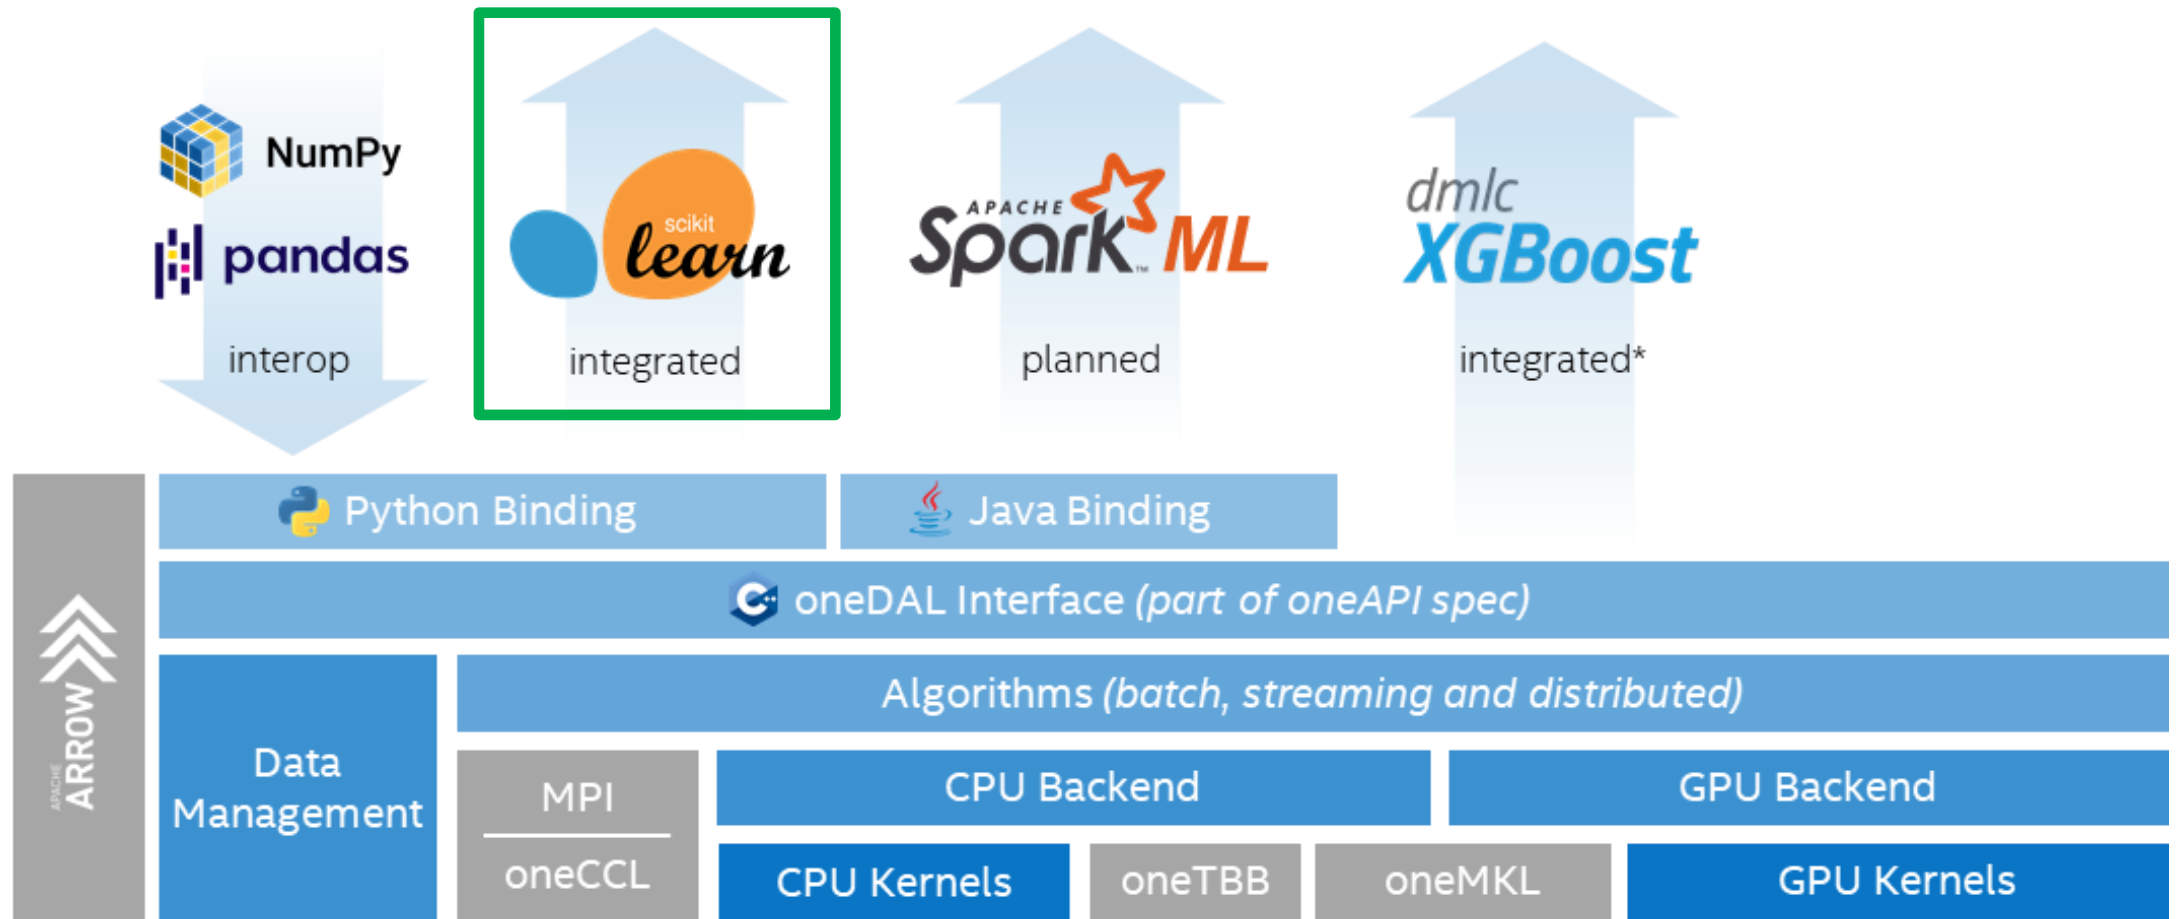 NumPy
pandas
interop
scikit
learn
integrated
APACHE
Spark ML
™
planned
dmlc
XGBoost
integrated*
Python Binding
Java Binding
C++ oneDAL Interface (part of oneAPI spec)
APACHE
ARROW
Data
Management
Algorithms (batch, streaming and distributed)
MPI
oneCCL
CPU Backend
GPU Backend
CPU Kernels
oneTBB
oneMKL
GPU Kernels